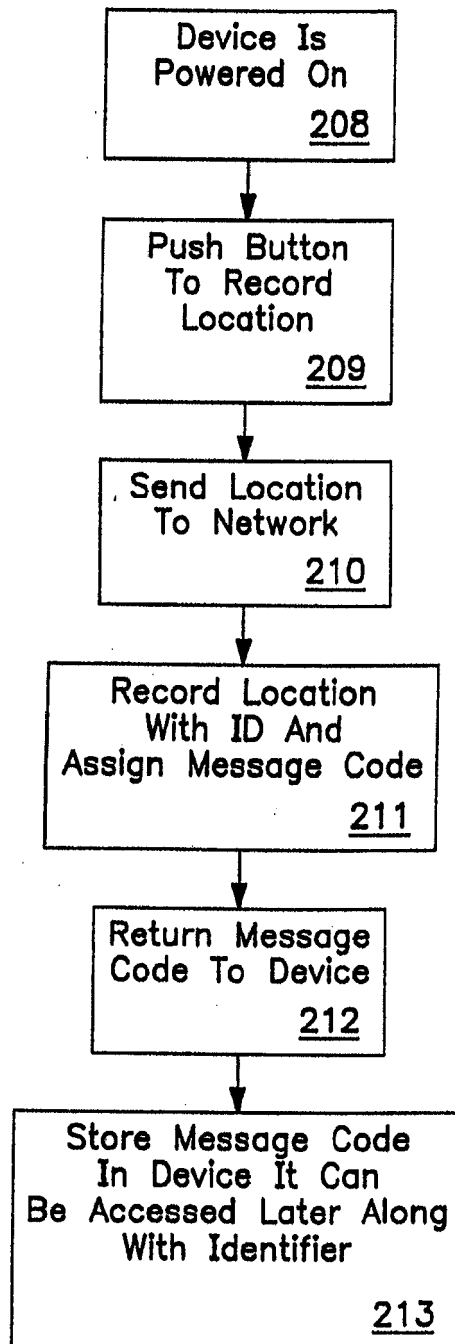 Device Is
Powered On
208
Push Button
To Record
Location
209
Send Location
To Network
210
Record Location
With ID And
Assign Message Code
211
Return Message
Code To Device
212
Store Message Code
In Device It Can
Be Accessed Later Along
With Identifier
213